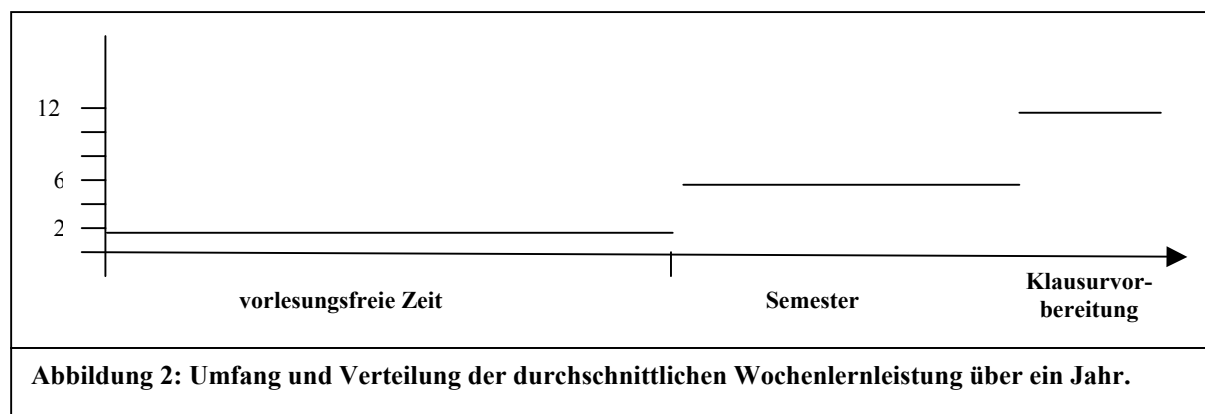 12
6
2
vorlesungsfreie Zeit
Semester
Klausurvor-
bereitung
Abbildung 2: Umfang und Verteilung der durchschnittlichen Wochenlernleistung über ein Jahr.